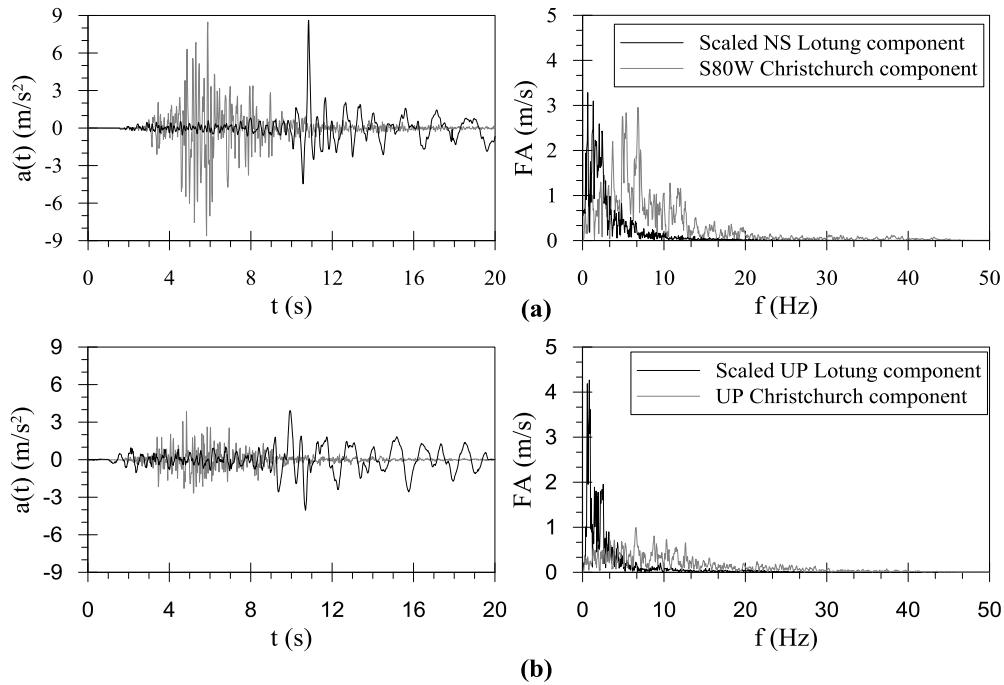 9
6
3
0
-3
-6
-9
a(t) (m/s²)
0 4 8 12 16 20
t (s)
5
4
3
2
1
0
FA (m/s)
Scaled NS Lotung component
S80W Christchurch component
0 10 20 30 40 50
f (Hz)
(a)
9
6
3
0
-3
-6
-9
a(t) (m/s²)
0 4 8 12 16 20
t (s)
5
4
3
2
1
0
FA (m/s)
Scaled UP Lotung component
UP Christchurch component
0 10 20 30 40 50
f (Hz)
(b)